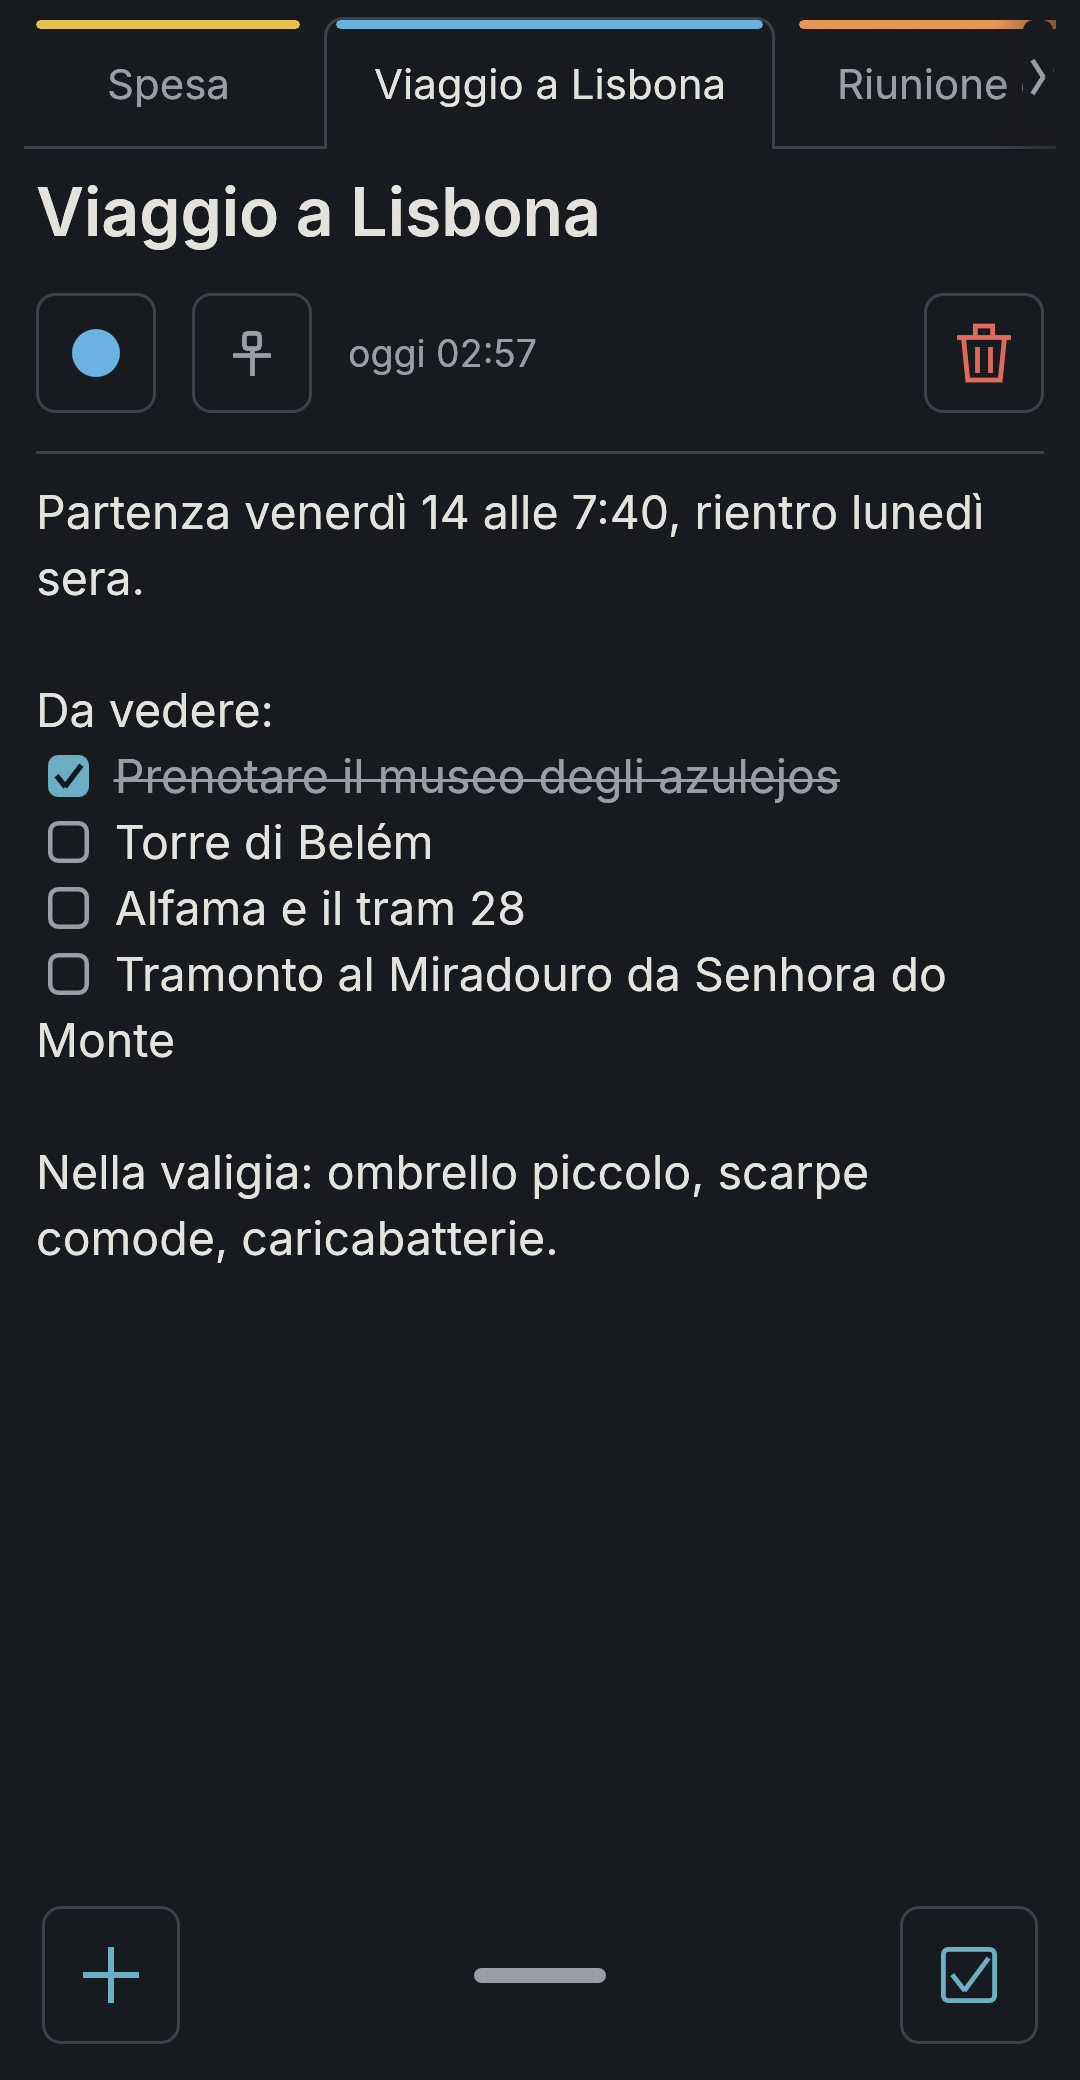 Spesa
Viaggio a Lisbona
Riunione
Viaggio a Lisbona
oggi 02:57
Partenza venerdì 14 alle 7:40, rientro lunedì
sera.
Da vedere:
Prenotare il museo degli azulejos
Torre di Belém
Alfama e il tram 28
Tramonto al Miradouro da Senhora do
Monte
Nella valigia: ombrello piccolo, scarpe
comode, caricabatterie.